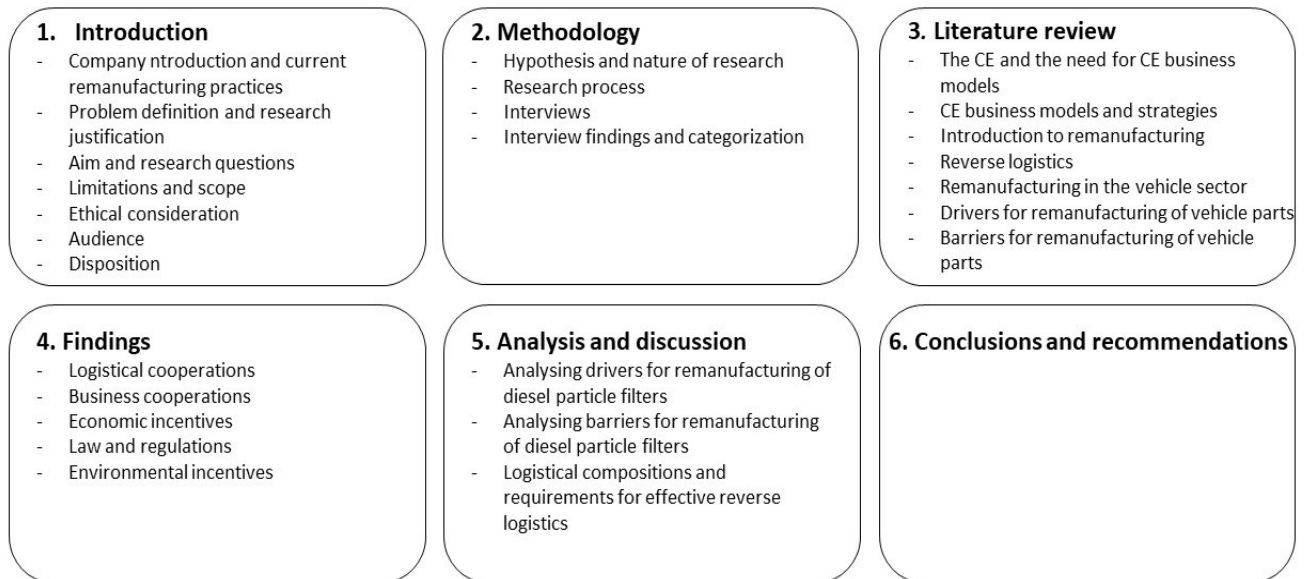 1. Introduction
- Company ntroduction and current
remanufacturing practices
- Problem definition and research
justification
- Aim and research questions
- Limitations and scope
- Ethical consideration
- Audience
- Disposition
2. Methodology
- Hypothesis and nature of research
- Research process
- Interviews
- Interview findings and categorization
3. Literature review
- The CE and the need for CE business
models
- CE business models and strategies
- Introduction to remanufacturing
- Reverse logistics
- Remanufacturing in the vehicle sector
- Drivers for remanufacturing of vehicle parts
- Barriers for remanufacturing of vehicle
parts
4. Findings
- Logistical cooperations
- Business cooperations
- Economic incentives
- Law and regulations
- Environmental incentives
5. Analysis and discussion
- Analysing drivers for remanufacturing of
diesel particle filters
- Analysing barriers for remanufacturing
of diesel particle filters
- Logistical compositions and
requirements for effective reverse
logistics
6. Conclusions and recommendations